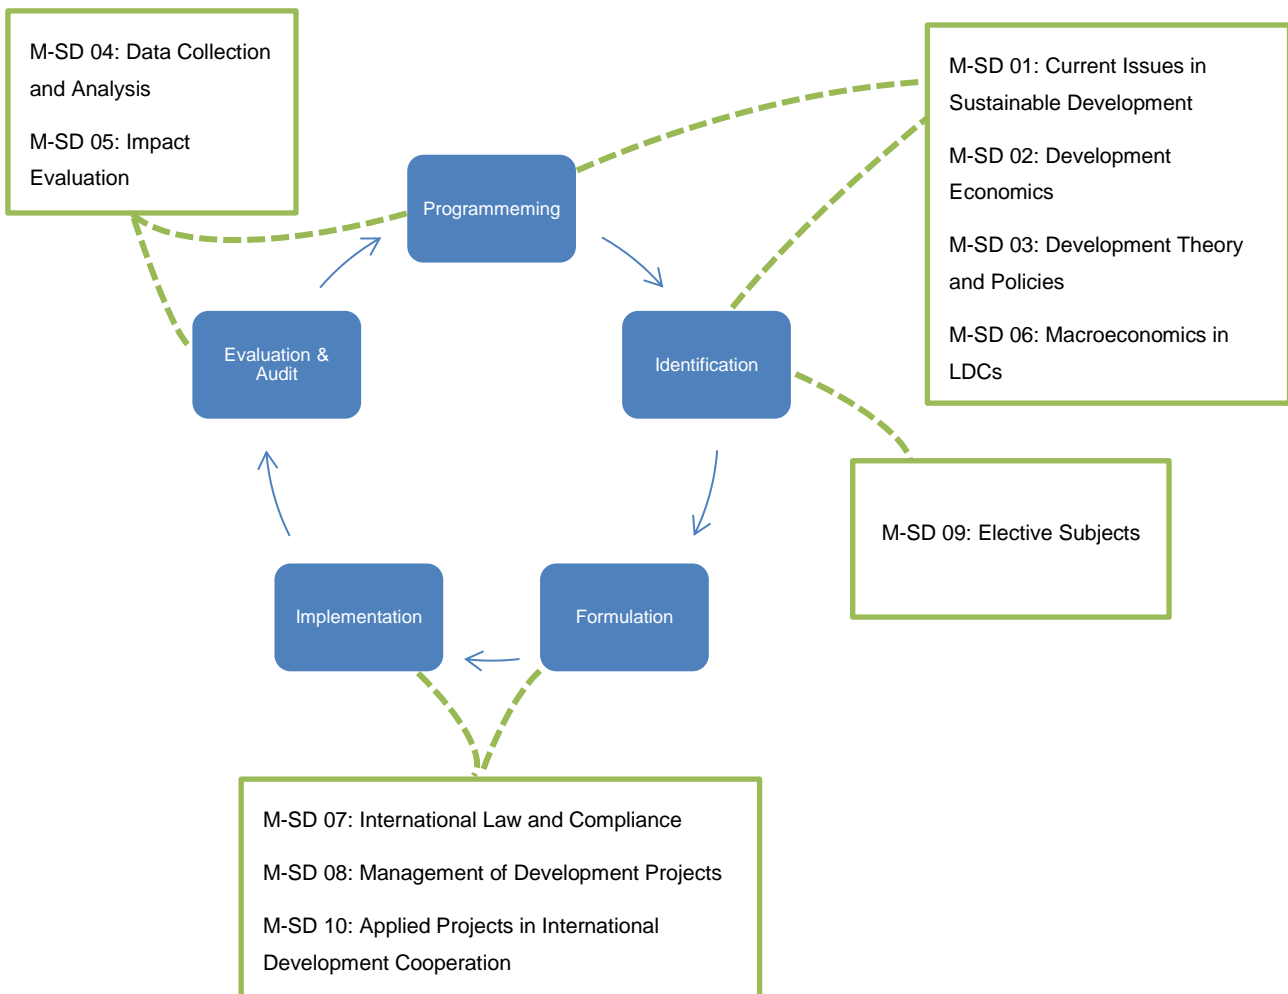 M-SD 04: Data Collection
and Analysis
M-SD 05: Impact
Evaluation
M-SD 01: Current Issues in
Sustainable Development
M-SD 02: Development
Economics
M-SD 03: Development Theory
and Policies
M-SD 06: Macroeconomics in
LDCs
Programmeming
Evaluation &
Audit
Identification
M-SD 09: Elective Subjects
Implementation
Formulation
M-SD 07: International Law and Compliance
M-SD 08: Management of Development Projects
M-SD 10: Applied Projects in International
Development Cooperation